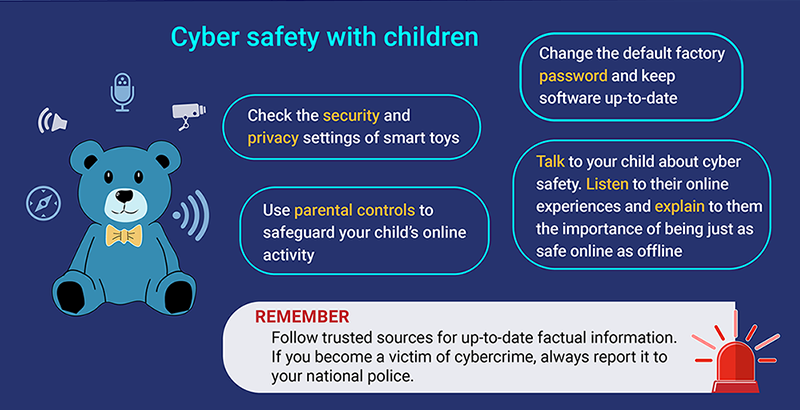 Cyber safety with children
Check the security and
privacy settings of smart toys
Use parental controls to
safeguard your child's online
activity
Change the default factory
password and keep
software up-to-date
Talk to your child about cyber
safety. Listen to their online
experiences and explain to them
the importance of being just as
safe online as offline
REMEMBER
Follow trusted sources for up-to-date factual information.
If you become a victim of cybercrime, always report it to
your national police.